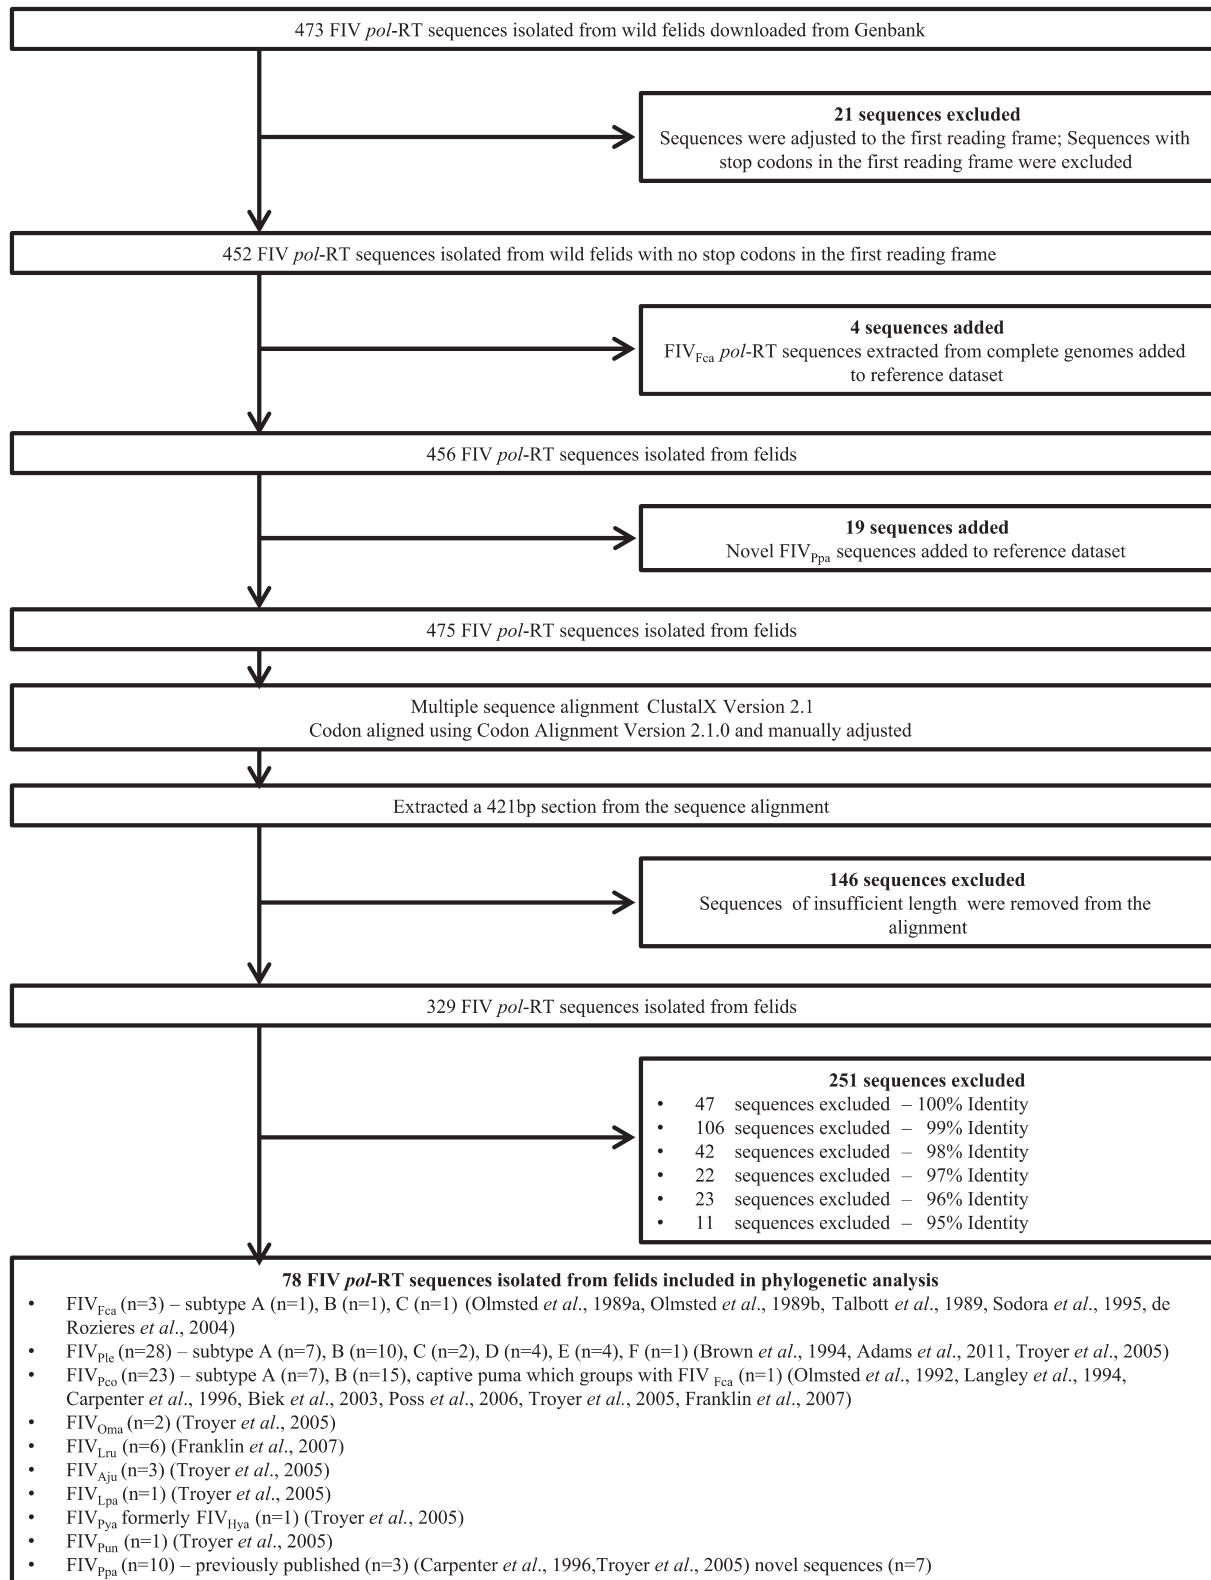 473 FIV pol-RT sequences isolated from wild felids downloaded from Genbank
21 sequences excluded
Sequences were adjusted to the first reading frame; Sequences with
stop codons in the first reading frame were excluded
452 FIV pol-RT sequences isolated from wild felids with no stop codons in the first reading frame
4 sequences added
FIVFca pol-RT sequences extracted from complete genomes added
to reference dataset
456 FIV pol-RT sequences isolated from felids
19 sequences added
Novel FIVPpa sequences added to reference dataset
475 FIV pol-RT sequences isolated from felids
Multiple sequence alignment ClustalX Version 2.1
Codon aligned using Codon Alignment Version 2.1.0 and manually adjusted
Extracted a 421bp section from the sequence alignment
146 sequences excluded
Sequences of insufficient length were removed from the
alignment
329 FIV pol-RT sequences isolated from felids
251 sequences excluded
• 47 sequences excluded – 100% Identity
• 106 sequences excluded – 99% Identity
• 42 sequences excluded – 98% Identity
• 22 sequences excluded – 97% Identity
• 23 sequences excluded – 96% Identity
• 11 sequences excluded – 95% Identity
78 FIV pol-RT sequences isolated from felids included in phylogenetic analysis
• FIVFca (n=3) – subtype A (n=1), B (n=1), C (n=1) (Olmsted et al., 1989a, Olmsted et al., 1989b, Talbott et al., 1989, Sodora et al., 1995, de
Rozieres et al., 2004)
• FIVPle (n=28) – subtype A (n=7), B (n=10), C (n=2), D (n=4), E (n=4), F (n=1) (Brown et al., 1994, Adams et al., 2011, Troyer et al., 2005)
• FIVPco (n=23) – subtype A (n=7), B (n=15), captive puma which groups with FIV Fca (n=1) (Olmsted et al., 1992, Langley et al., 1994,
Carpenter et al., 1996, Biek et al., 2003, Poss et al., 2006, Troyer et al., 2005, Franklin et al., 2007)
• FIVOma (n=2) (Troyer et al., 2005)
• FIVLru (n=6) (Franklin et al., 2007)
• FIVAju (n=3) (Troyer et al., 2005)
• FIVLpa (n=1) (Troyer et al., 2005)
• FIVPya formerly FIVHya (n=1) (Troyer et al., 2005)
• FIVPun (n=1) (Troyer et al., 2005)
• FIVPpa (n=10) – previously published (n=3) (Carpenter et al., 1996,Troyer et al., 2005) novel sequences (n=7)